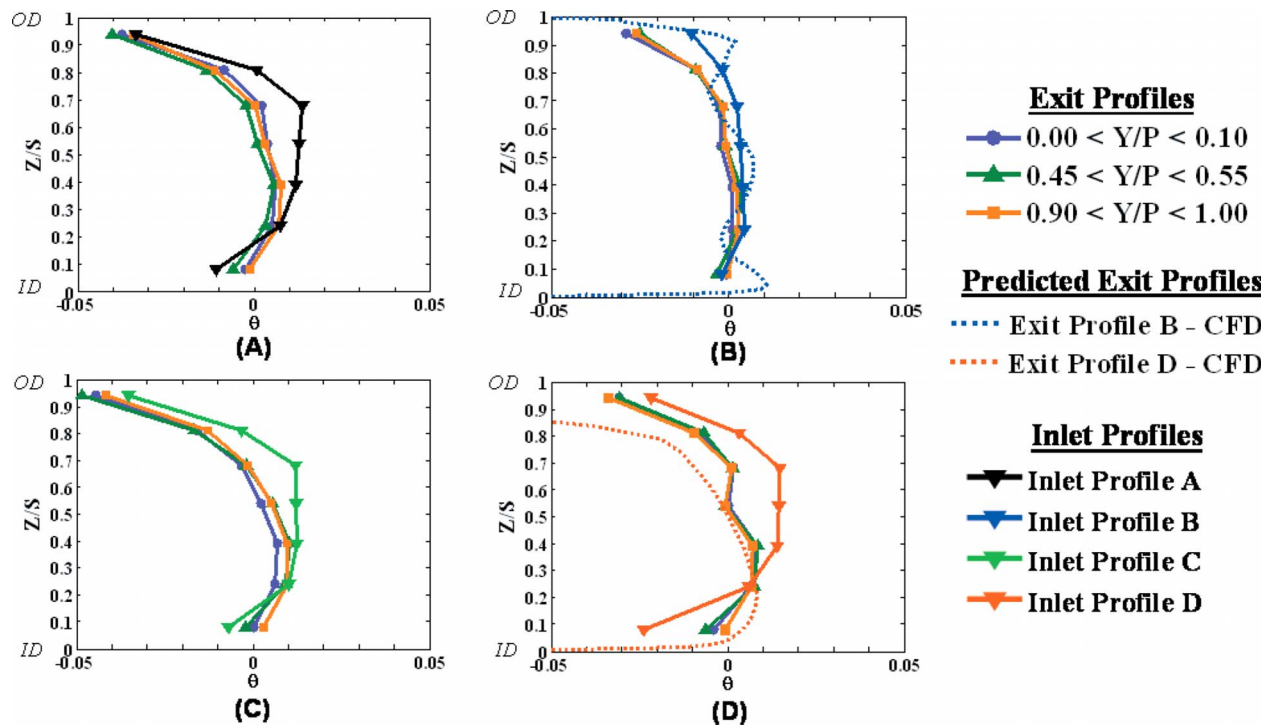 OD
1
0.9
0.8
0.7
0.6
0.5
0.4
0.3
0.2
0.1
0
ID
Z/S
-0.05
0
0.05
θ
(A)
OD
1
0.9
0.8
0.7
0.6
0.5
0.4
0.3
0.2
0.1
0
ID
Z/S
-0.05
0
0.05
θ
(B)
OD
1
0.9
0.8
0.7
0.6
0.5
0.4
0.3
0.2
0.1
0
ID
Z/S
-0.05
0
0.05
θ
(C)
OD
1
0.9
0.8
0.7
0.6
0.5
0.4
0.3
0.2
0.1
0
ID
Z/S
-0.05
0
0.05
θ
(D)
Exit Profiles
0.00 < Y/P < 0.10
0.45 < Y/P < 0.55
0.90 < Y/P < 1.00
Predicted Exit Profiles
Exit Profile B - CFD
Exit Profile D - CFD
Inlet Profiles
Inlet Profile A
Inlet Profile B
Inlet Profile C
Inlet Profile D